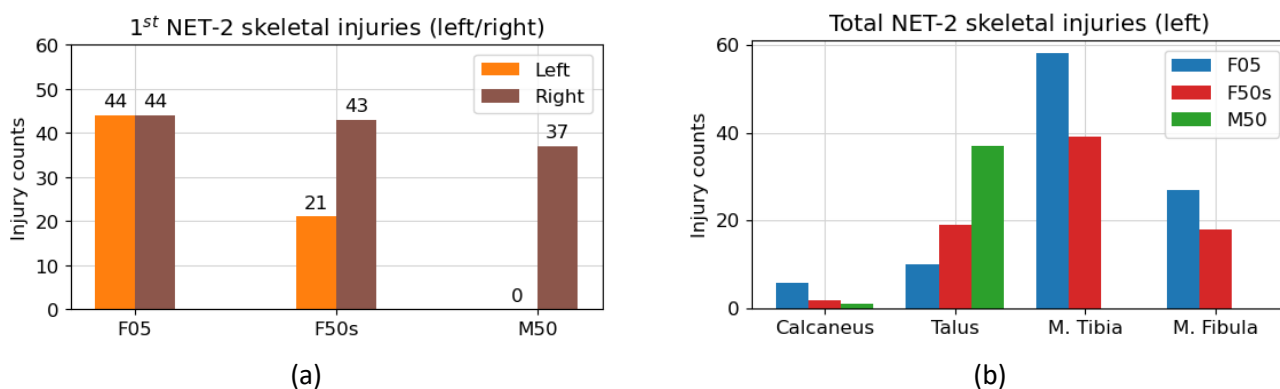 1st NET-2 skeletal injuries (left/right)
60
50
40
30
20
10
0
Injury counts
Left
Right
44
44
21
43
0
37
F05
F50s
M50
(a)
Total NET-2 skeletal injuries (left)
60
40
20
0
Injury counts
F05
F50s
M50
Calcaneus
Talus
M. Tibia
M. Fibula
(b)